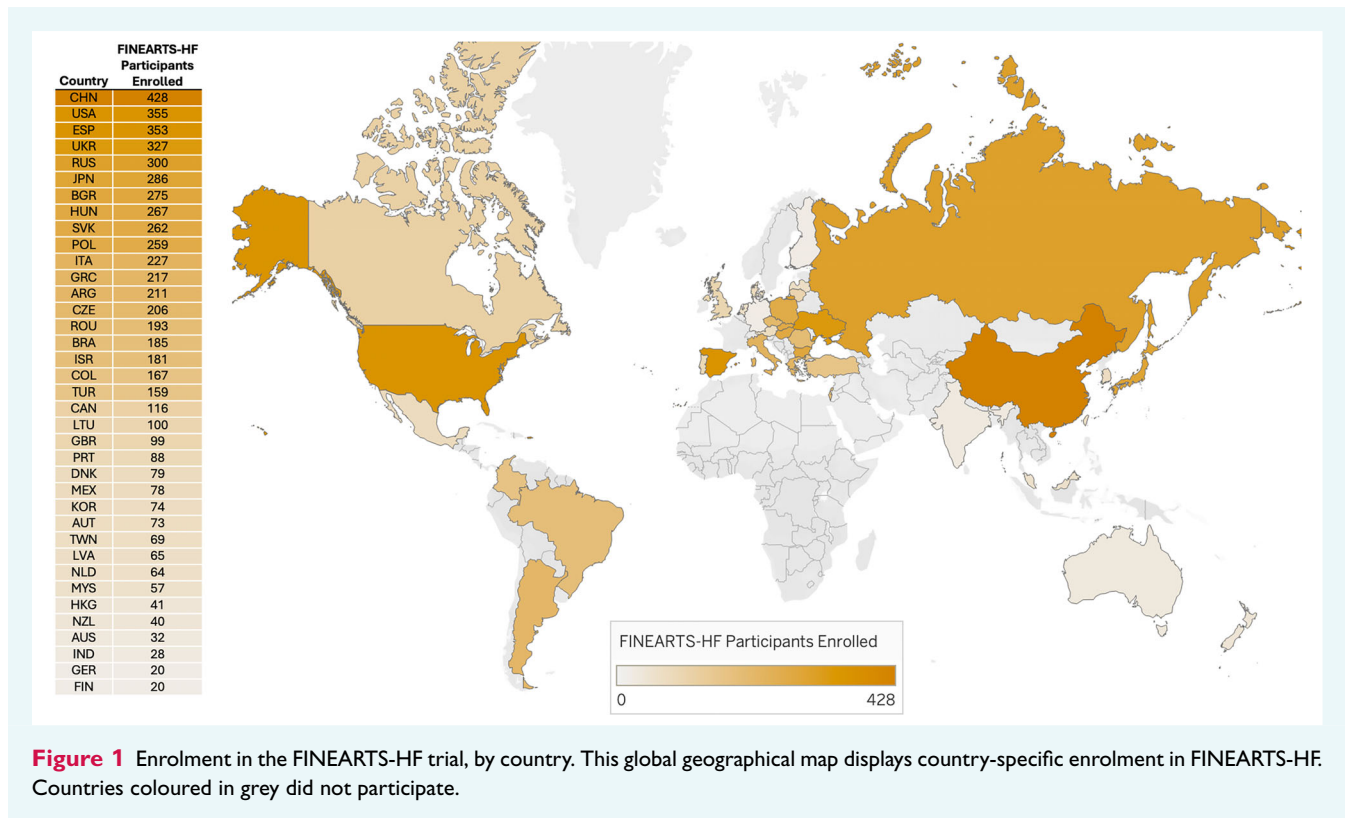 FINEARTS-HF
Participants
Country Enrolled
CHN 428
USA 355
ESP 353
UKR 327
RUS 300
JPN 286
BGR 275
HUN 267
SVK 262
POL 259
ITA 227
GRC 217
ARG 211
CZE 206
ROU 193
BRA 185
ISR 181
COL 167
TUR 159
CAN 116
LTU 100
GBR 99
PRT 88
DNK 79
MEX 78
KOR 74
AUT 73
TWN 69
LVA 65
NLD 64
MYS 57
HKG 41
NZL 40
AUS 32
IND 28
GER 20
FIN 20
FINEARTS-HF Participants Enrolled
0 428
Figure 1 Enrolment in the FINEARTS-HF trial, by country. This global geographical map displays country-specific enrolment in FINEARTS-HF.
Countries coloured in grey did not participate.